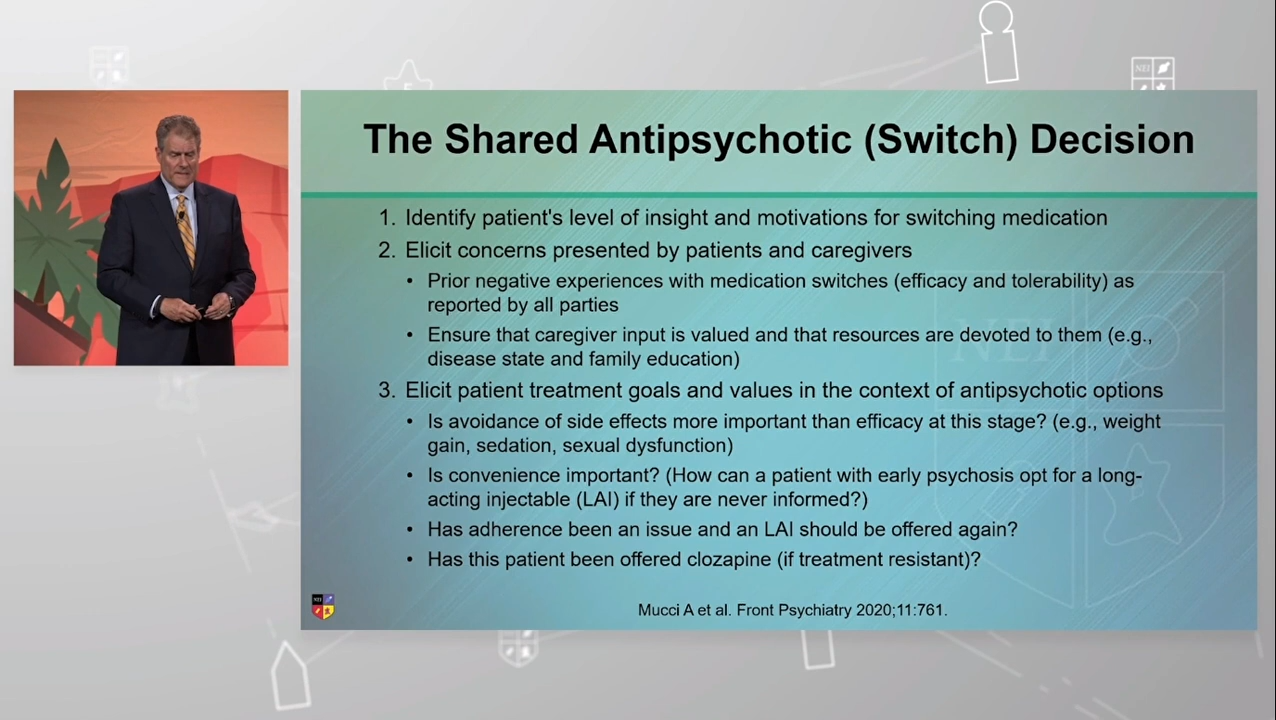 The Shared Antipsychotic (Switch) Decision
1. Identify patient's level of insight and motivations for switching medication
2. Elicit concerns presented by patients and caregivers
• Prior negative experiences with medication switches (efficacy and tolerability) as
reported by all parties
• Ensure that caregiver input is valued and that resources are devoted to them (e.g.,
disease state and family education)
3. Elicit patient treatment goals and values in the context of antipsychotic options
• Is avoidance of side effects more important than efficacy at this stage? (e.g., weight
gain, sedation, sexual dysfunction)
• Is convenience important? (How can a patient with early psychosis opt for a long-
acting injectable (LAI) if they are never informed?)
• Has adherence been an issue and an LAI should be offered again?
• Has this patient been offered clozapine (if treatment resistant)?
Mucci A et al. Front Psychiatry 2020;11:761.
NEI
NEI
NEI